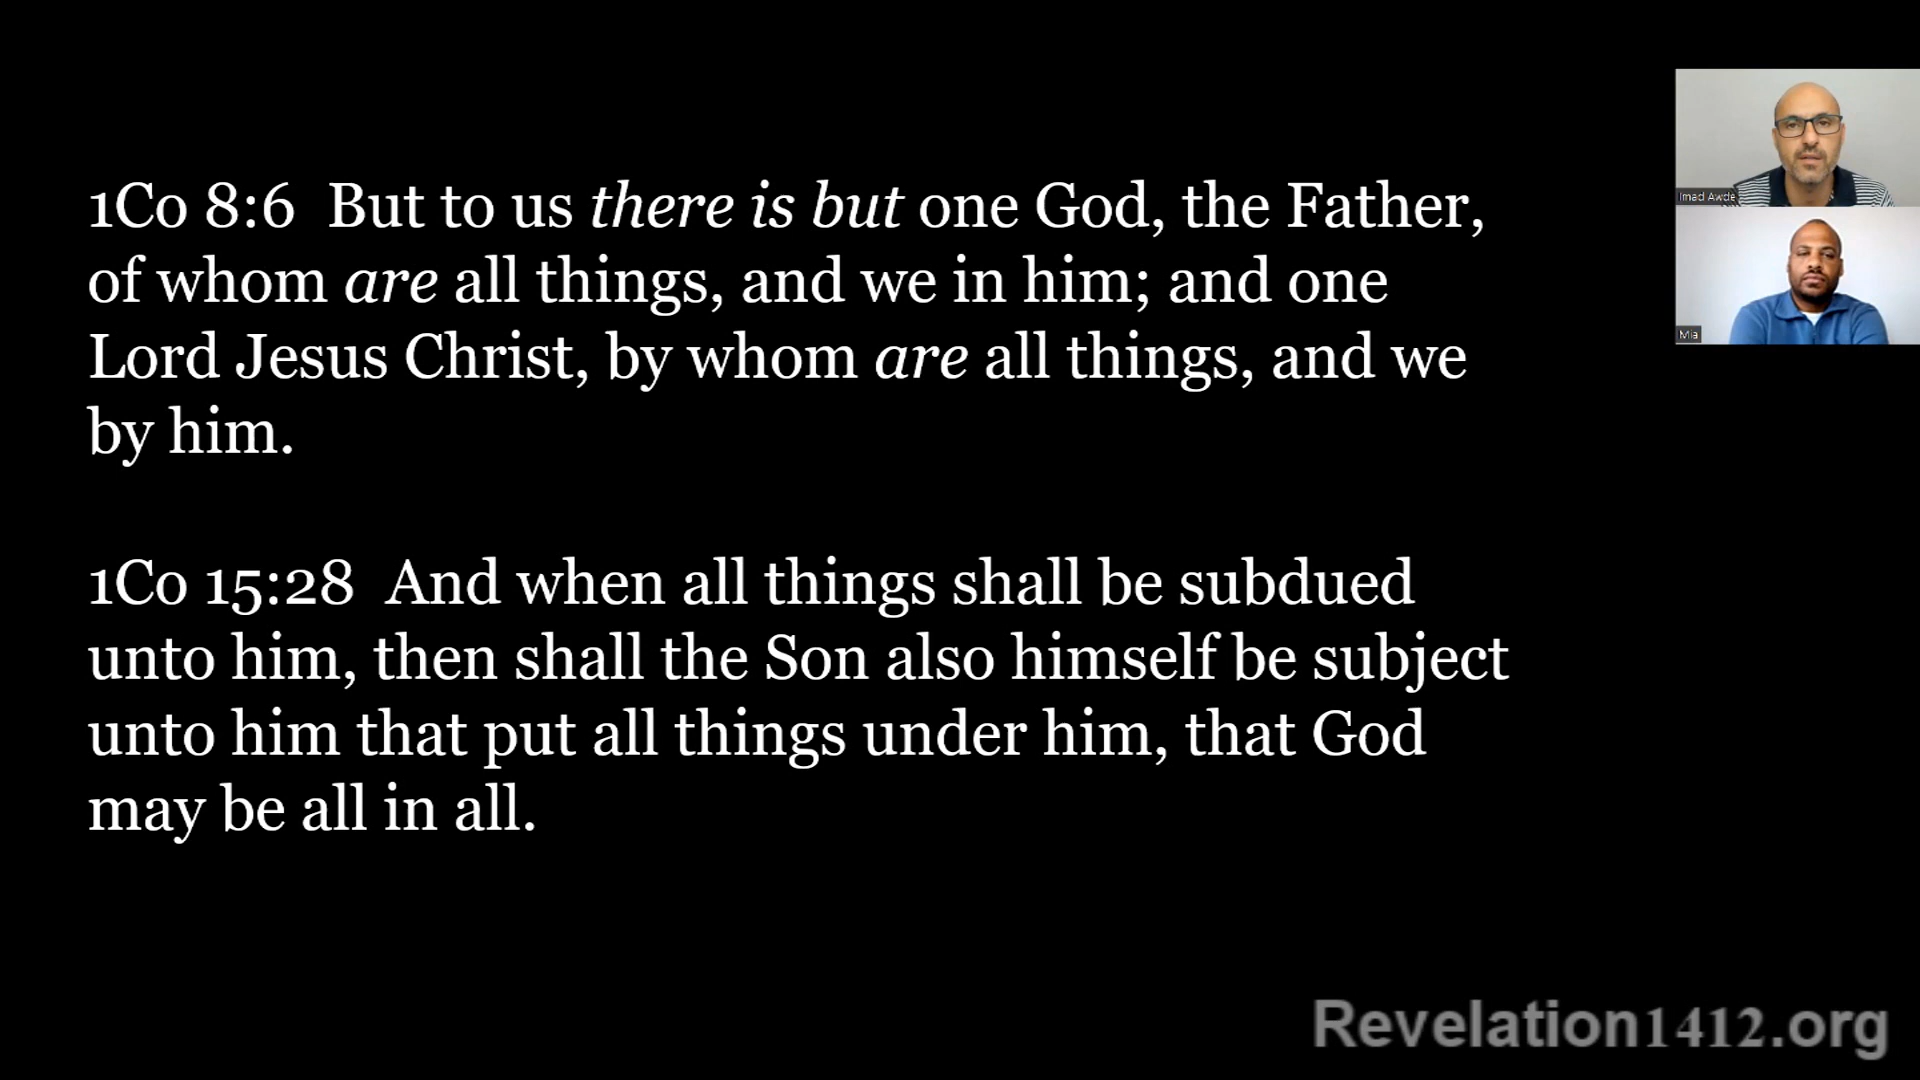 1Co 8:6 But to us there is but one God, the Father,
of whom are all things, and we in him; and one
Lord Jesus Christ, by whom are all things, and we
by him.
1Co 15:28 And when all things shall be subdued
unto him, then shall the Son also himself be subject
unto him that put all things under him, that God
may be all in all.
Imad Awde
Mia
Revelation1412.org